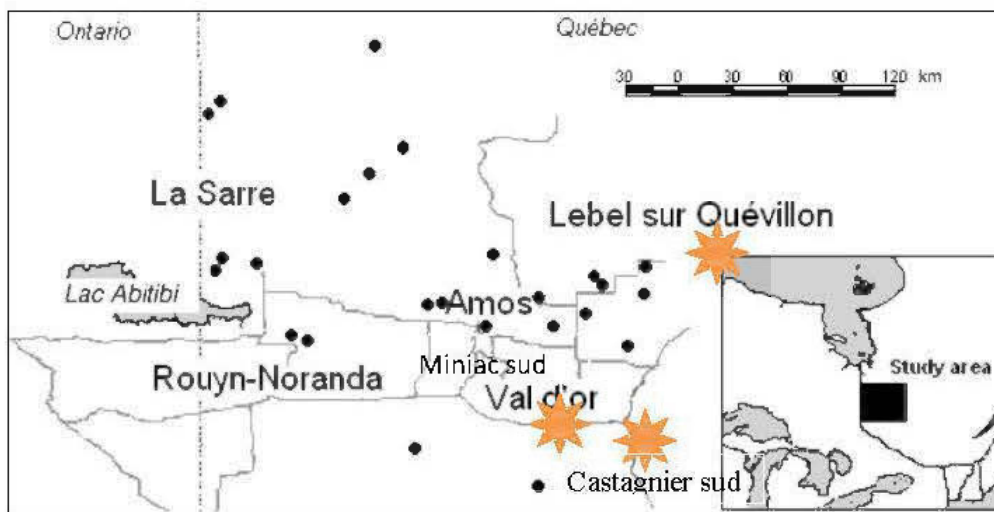 Ontario
Québec
30 0 30 60 90 120 km
La Sarre
Lebel sur Quévillon
Lac Abitibi
Amos
Miniac sud
Study area
Rouyn-Noranda
Val d'or
Castagnier sud